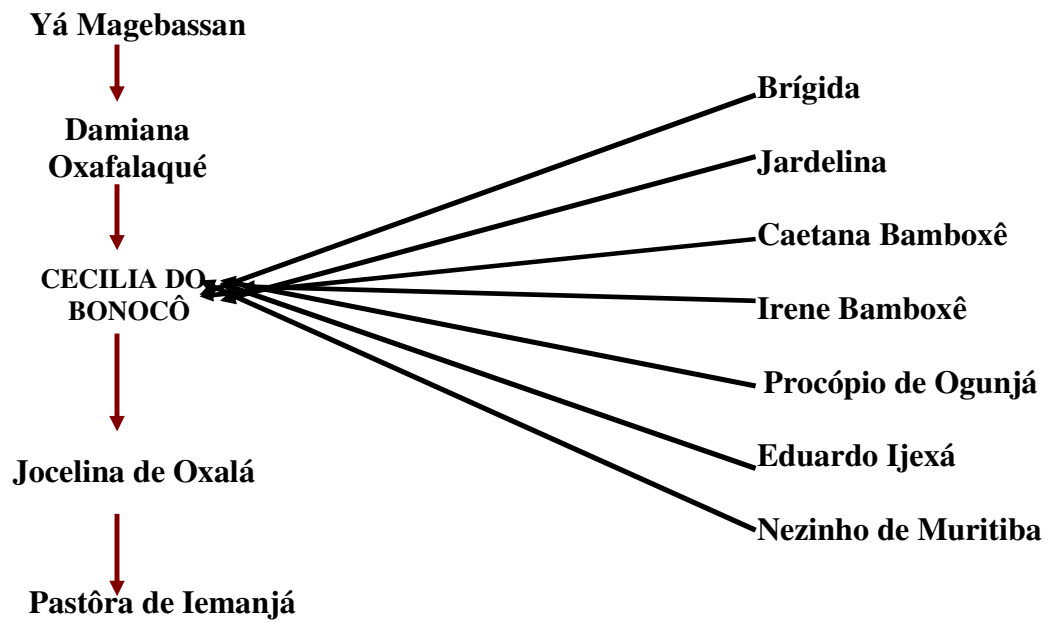 Yá Magebassan
Damiana
Oxafalaqué
CECILIA DO
BONOCÔ
Jocelina de Oxalá
Pastôra de Iemanjá
Brígida
Jardelina
Caetana Bamboxê
Irene Bamboxê
Procópio de Ogunjá
Eduardo Ijexá
Nezinho de Muritiba